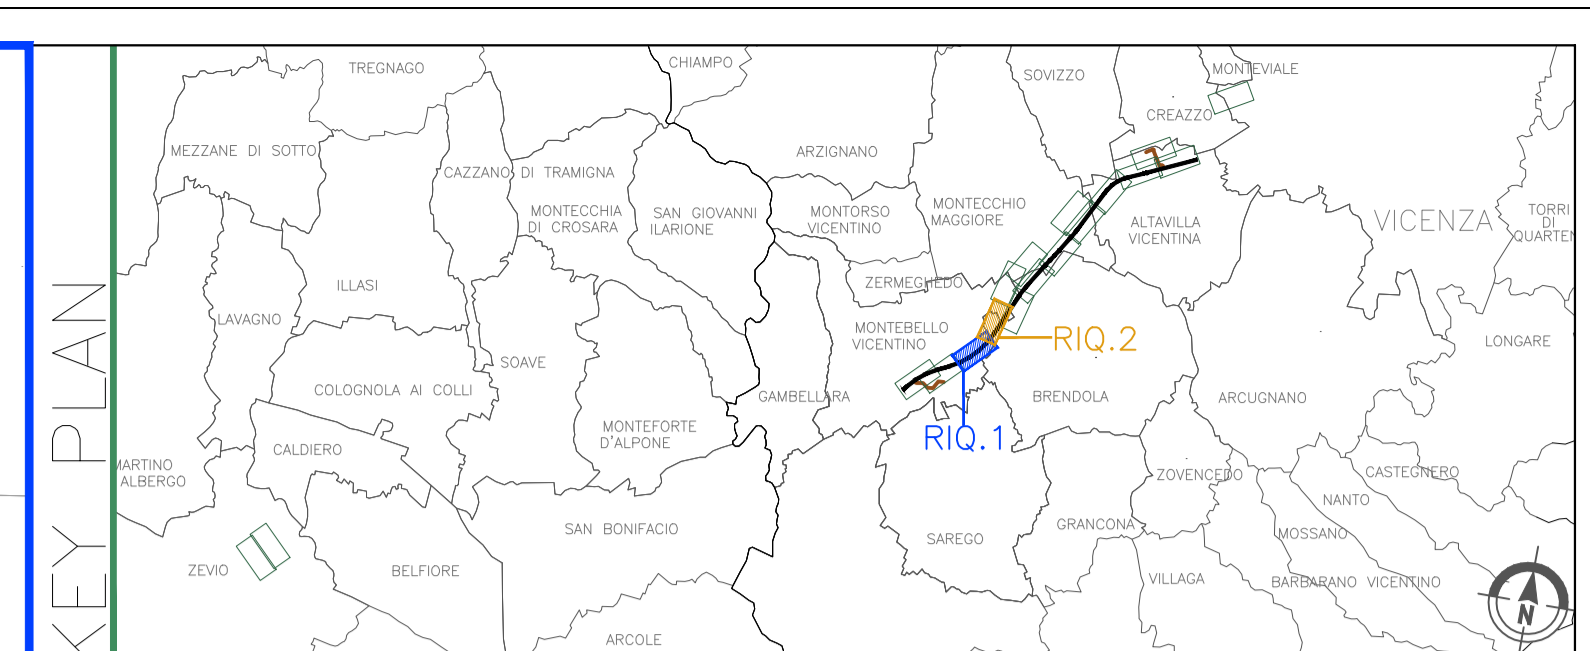 KEY PLAN
TREGNAGO
CHIAMPO
SOVIZZO
MONTEVIALE
CREAZZO
MEZZANE DI SOTTO
ARZIGNANO
CAZZANO DI TRAMIGNA
MONTECCHIA
DI CROSARA
SAN GIOVANNI
ILARIONE
MONTORSO
VICENTINO
MONTECCHIO
MAGGIORE
ALTAVILLA
VICENTINA
VICENZA
TORRI
DI
QUARTE
ZERMEGHEDO
ILLASI
LAVAGNO
MONTEBELLO
VICENTINO
RIQ.2
LONGARE
SOAVE
COLOGNOLA AI COLLI
GAMBELLARA
BRENDOLA
ARCUGNANO
MONTEFORTE
D'ALPONE
RIQ.1
CALDIERO
MARTINO
ALBERGO
ZOVENCEDO
CASTEGNERO
NANTO
SAN BONIFACIO
GRANCONA
MOSSANO
SAREGO
ZEVIO
BELFIORE
VILLAGA
BARBARANO VICENTINO
N
ARCOLE